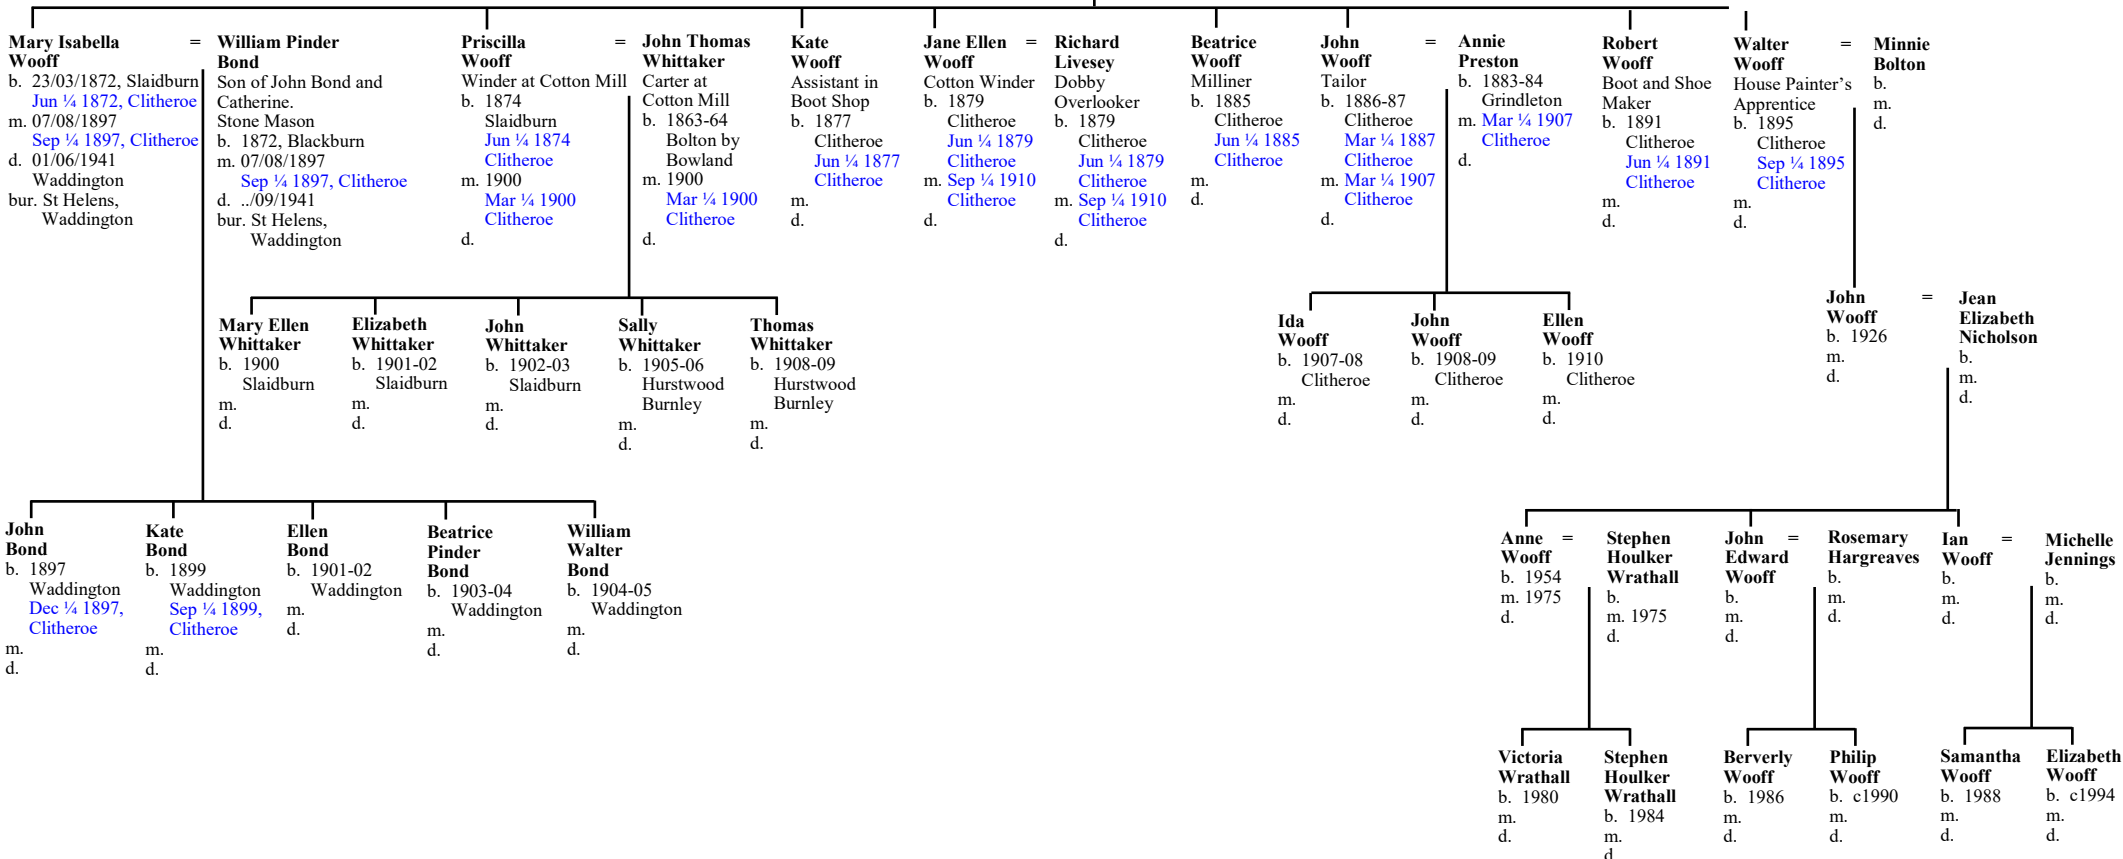 Mary Isabella
Wooff
b. 23/03/1872, Slaidburn
Jun ¼ 1872, Clitheroe
m. 07/08/1897
Sep ¼ 1897, Clitheroe
d. 01/06/1941
Waddington
bur. St Helens,
Waddington
=
William Pinder
Bond
Son of John Bond and
Catherine.
Stone Mason
b. 1872, Blackburn
m. 07/08/1897
Sep ¼ 1897, Clitheroe
d. ../09/1941
bur. St Helens,
Waddington
Priscilla
Wooff
Winder at Cotton Mill
b. 1874
Slaidburn
Jun ¼ 1874
Clitheroe
m. 1900
Mar ¼ 1900
Clitheroe
d.
=
John Thomas
Whittaker
Carter at
Cotton Mill
b. 1863-64
Bolton by
Bowland
m. 1900
Mar ¼ 1900
Clitheroe
d.
Kate
Wooff
Assistant in
Boot Shop
b. 1877
Clitheroe
Jun ¼ 1877
Clitheroe
m.
d.
Jane Ellen
Wooff
Cotton Winder
b. 1879
Clitheroe
Jun ¼ 1879
Clitheroe
m. Sep ¼ 1910
Clitheroe
d.
=
Richard
Livesey
Dobby
Overlooker
b. 1879
Clitheroe
Jun ¼ 1879
Clitheroe
m. Sep ¼ 1910
Clitheroe
d.
Beatrice
Wooff
Milliner
b. 1885
Clitheroe
Jun ¼ 1885
Clitheroe
m.
d.
John
Wooff
Tailor
b. 1886-87
Clitheroe
Mar ¼ 1887
Clitheroe
m. Mar ¼ 1907
Clitheroe
d.
=
Annie
Preston
b. 1883-84
Grindleton
m. Mar ¼ 1907
Clitheroe
d.
Robert
Wooff
Boot and Shoe
Maker
b. 1891
Clitheroe
Jun ¼ 1891
Clitheroe
m.
d.
Walter
Wooff
House Painter's
Apprentice
b. 1895
Clitheroe
Sep ¼ 1895
Clitheroe
m.
d.
=
Minnie
Bolton
b.
m.
d.
Mary Ellen
Whittaker
b. 1900
Slaidburn
m.
d.
Elizabeth
Whittaker
b. 1901-02
Slaidburn
m.
d.
John
Whittaker
b. 1902-03
Slaidburn
m.
d.
Sally
Whittaker
b. 1905-06
Hurstwood
Burnley
m.
d.
Thomas
Whittaker
b. 1908-09
Hurstwood
Burnley
m.
d.
Ida
Wooff
b. 1907-08
Clitheroe
m.
d.
John
Wooff
b. 1908-09
Clitheroe
m.
d.
Ellen
Wooff
b. 1910
Clitheroe
m.
d.
John
Wooff
b. 1926
m.
d.
=
Jean
Elizabeth
Nicholson
b.
m.
d.
John
Bond
b. 1897
Waddington
Dec ¼ 1897,
Clitheroe
m.
d.
Kate
Bond
b. 1899
Waddington
Sep ¼ 1899,
Clitheroe
m.
d.
Ellen
Bond
b. 1901-02
Waddington
m.
d.
Beatrice
Pinder
Bond
b. 1903-04
Waddington
m.
d.
William
Walter
Bond
b. 1904-05
Waddington
m.
d.
Anne
Wooff
b. 1954
m. 1975
d.
=
Stephen
Houlker
Wrathall
b.
m. 1975
d.
John
Edward
Wooff
b.
m.
d.
=
Rosemary
Hargreaves
b.
m.
d.
Ian
Wooff
b.
m.
d.
=
Michelle
Jennings
b.
m.
d.
Victoria
Wrathall
b. 1980
m.
d.
Stephen
Houlker
Wrathall
b. 1984
m.
d.
Berverly
Wooff
b. 1986
m.
d.
Philip
Wooff
b. c1990
m.
d.
Samantha
Wooff
b. 1988
m.
d.
Elizabeth
Wooff
b. c1994
m.
d.